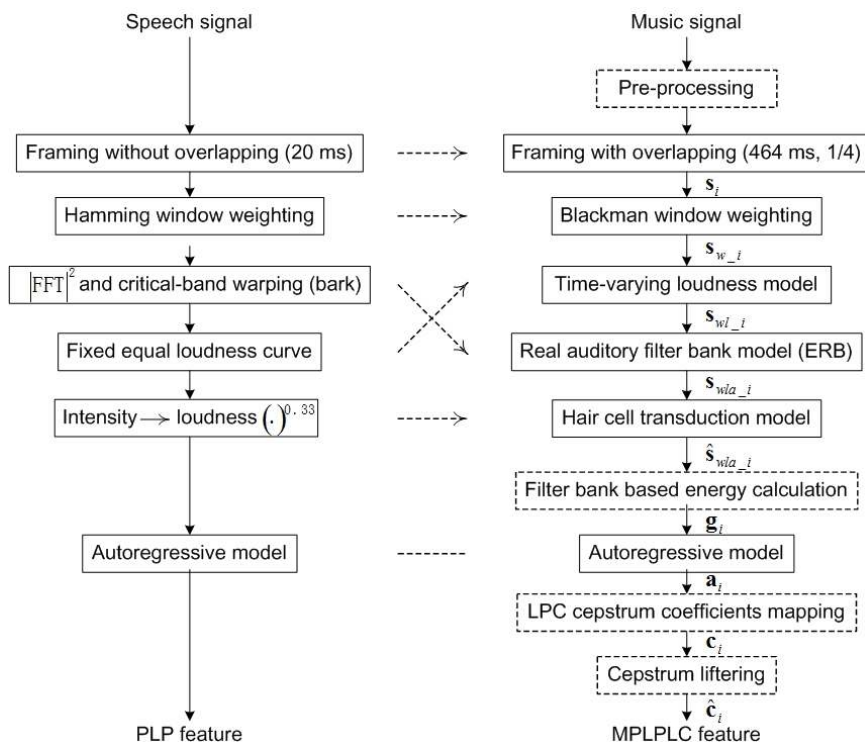 Speech signal
Framing without overlapping (20 ms)
Hamming window weighting
|FFT|² and critical-band warping (bark)
Fixed equal loudness curve
Intensity → loudness (.)^0.33
Autoregressive model
PLP feature
Music signal
Pre-processing
Framing with overlapping (464 ms, 1/4)
s_i
Blackman window weighting
s_w_i
Time-varying loudness model
s_wl_i
Real auditory filter bank model (ERB)
s_wla_i
Hair cell transduction model
ŝ_wla_i
Filter bank based energy calculation
g_i
Autoregressive model
a_i
LPC cepstrum coefficients mapping
c_i
Cepstrum liftering
ĉ_i
MPLPLC feature